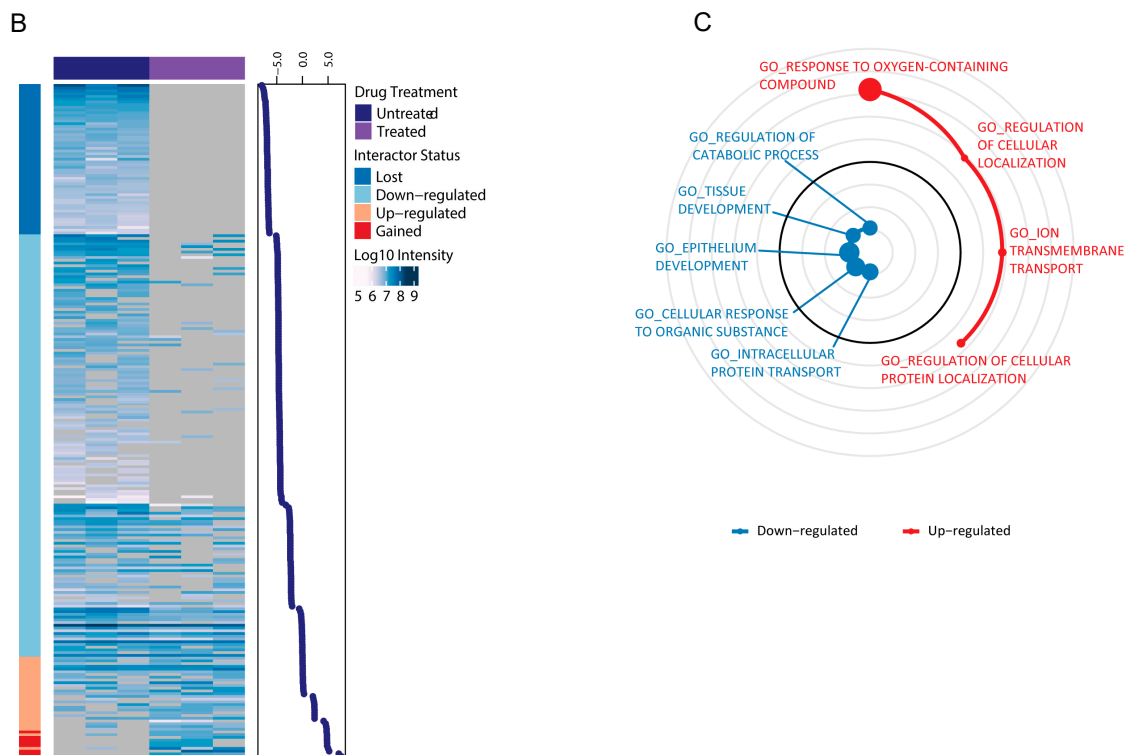 B
C
−5.0
0.0
5.0
Drug Treatment
Untreated
Treated
Interactor Status
Lost
Down-regulated
Up-regulated
Gained
Log10 Intensity
5 6 7 8 9
GO_RESPONSE TO OXYGEN-CONTAINING
COMPOUND
GO_REGULATION
OF CELLULAR
LOCALIZATION
GO_ION
TRANSMEMBRANE
TRANSPORT
GO_REGULATION OF CELLULAR
PROTEIN LOCALIZATION
GO_REGULATION OF
CATABOLIC PROCESS
GO_TISSUE
DEVELOPMENT
GO_EPITHELIUM
DEVELOPMENT
GO_CELLULAR RESPONSE
TO ORGANIC SUBSTANCE
GO_INTRACELLULAR
PROTEIN TRANSPORT
Down-regulated
Up-regulated